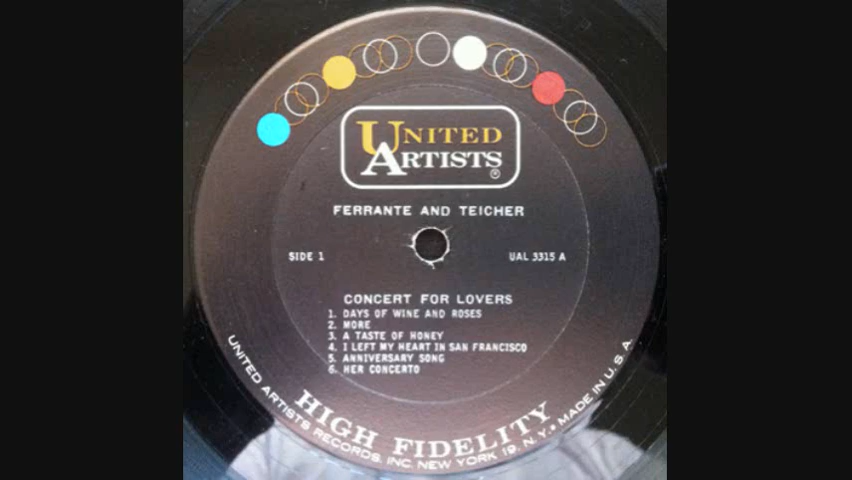 UNITED
ARTISTS
®
FERRANTE AND TEICHER
SIDE 1
UAL 3315 A
CONCERT FOR LOVERS
1. DAYS OF WINE AND ROSES
2. MORE
3. A TASTE OF HONEY
4. I LEFT MY HEART IN SAN FRANCISCO
5. ANNIVERSARY SONG
6. HER CONCERTO
HIGH FIDELITY
UNITED ARTISTS RECORDS, INC. NEW YORK 19, N.Y. • MADE IN U.S.A.